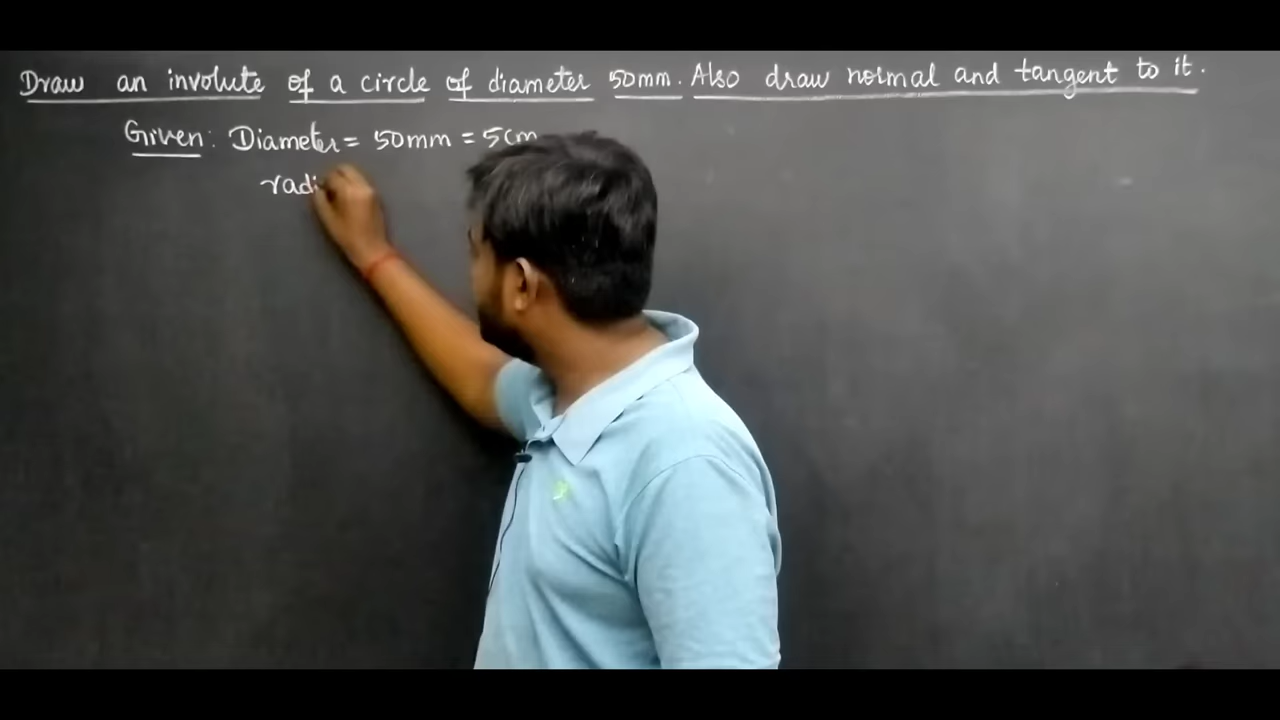 Draw an involute of a circle of diameter 50mm. Also draw normal and tangent to it.
Given: Diameter = 50mm = 5cm
radi